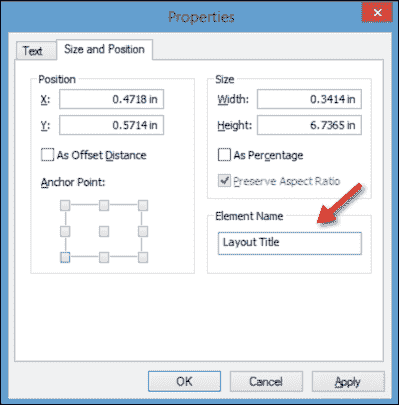 Properties
Text
Size and Position
Position
X:
0.4718 in
Y:
0.5714 in
As Offset Distance
Anchor Point:
Size
Width:
0.3414 in
Height:
6.7365 in
As Percentage
Preserve Aspect Ratio
Element Name
Layout Title
OK
Cancel
Apply